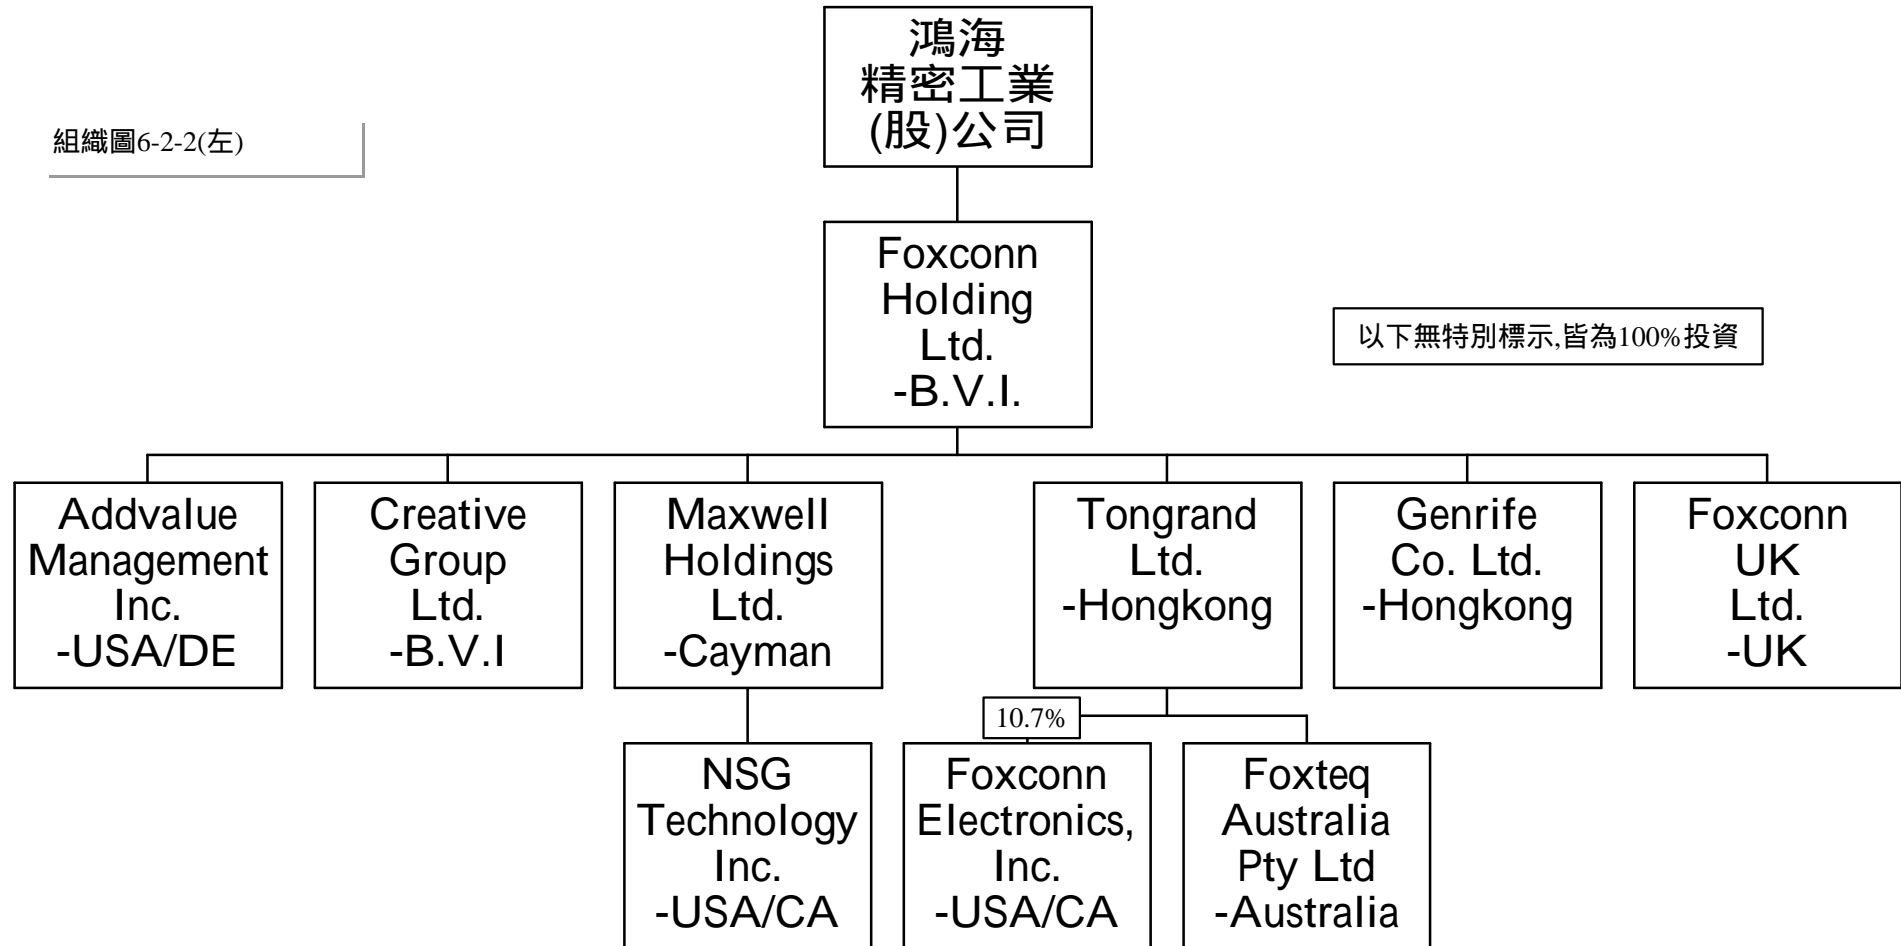 鴻海
精密工業
(股)公司
組織圖6-2-2(左)
Foxconn
Holding
Ltd.
-B.V.I.
以下無特別標示,皆為100%投資
Addvalue
Management
Inc.
-USA/DE
Creative
Group
Ltd.
-B.V.I
Maxwell
Holdings
Ltd.
-Cayman
Tongrand
Ltd.
-Hongkong
Genrife
Co. Ltd.
-Hongkong
Foxconn
UK
Ltd.
-UK
10.7%
NSG
Technology
Inc.
-USA/CA
Foxconn
Electronics,
Inc.
-USA/CA
Foxteq
Australia
Pty Ltd
-Australia